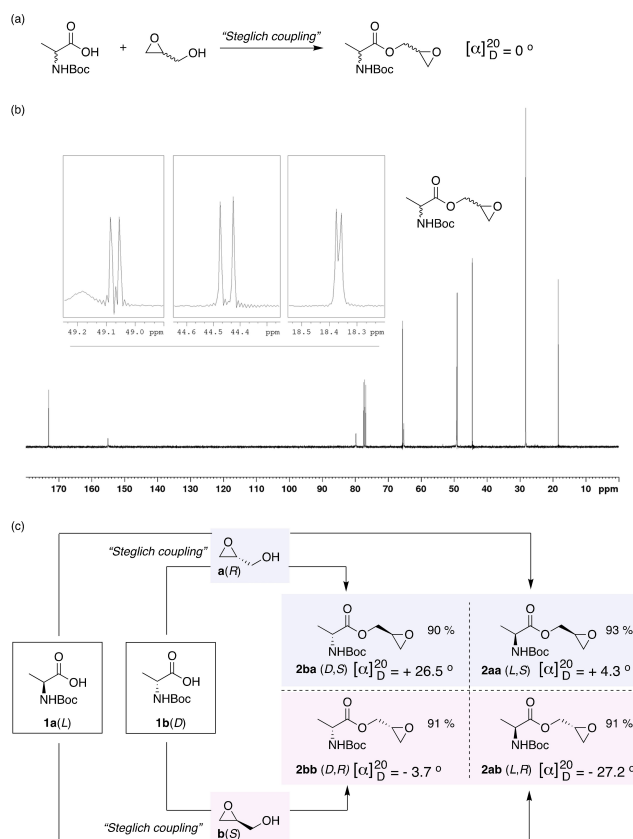 (a)
O
OH
NHBoc
+
O
OH
"Steglich coupling"
O
O
O
NHBoc
[α]20D = 0 °
(b)
49.2 49.1 49.0 ppm
44.6 44.5 44.4 ppm
18.5 18.4 18.3 ppm
O
O
O
NHBoc
170 160 150 140 130 120 110 100 90 80 70 60 50 40 30 20 10 ppm
(c)
"Steglich coupling"
O
OH
a(R)
O
OH
NHBoc
1a(L)
O
OH
NHBoc
1b(D)
O
O
O
NHBoc
90 %
2ba (D,S) [α]20D = + 26.5 °
O
O
O
NHBoc
93 %
2aa (L,S) [α]20D = + 4.3 °
O
O
O
NHBoc
91 %
2bb (D,R) [α]20D = - 3.7 °
O
O
O
NHBoc
91 %
2ab (L,R) [α]20D = - 27.2 °
"Steglich coupling"
O
OH
b(S)